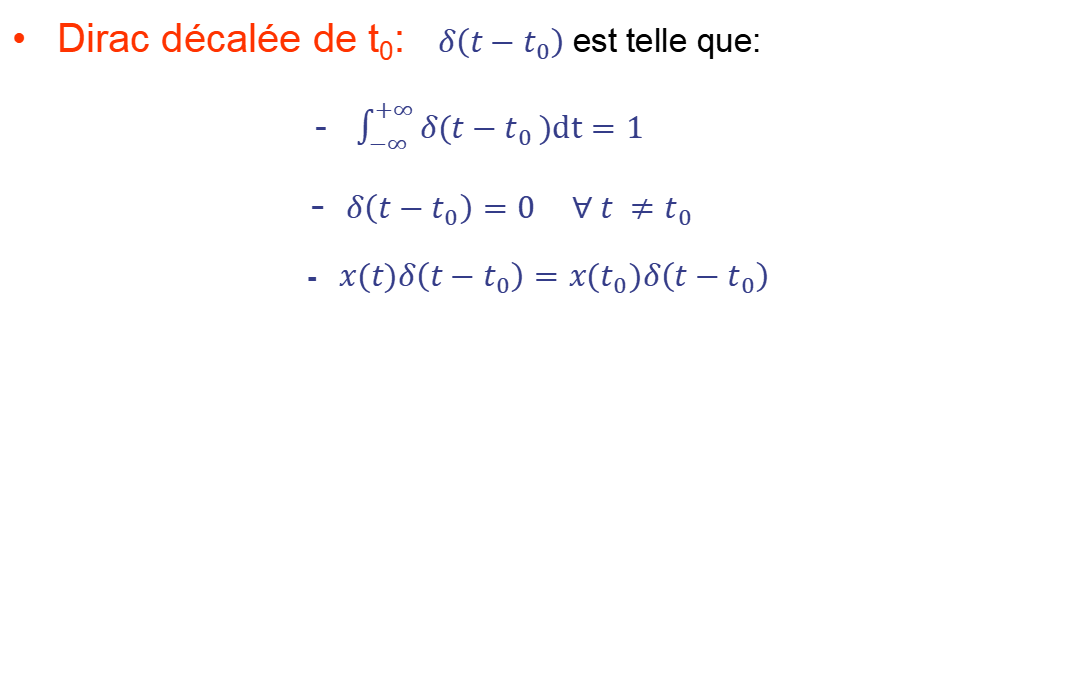 • Dirac décalée de t₀: δ(t − t₀) est telle que:
- ∫₋∞⁺∞ δ(t − t₀ )dt = 1
- δ(t − t₀) = 0 ∀ t ≠ t₀
- x(t)δ(t − t₀) = x(t₀)δ(t − t₀)